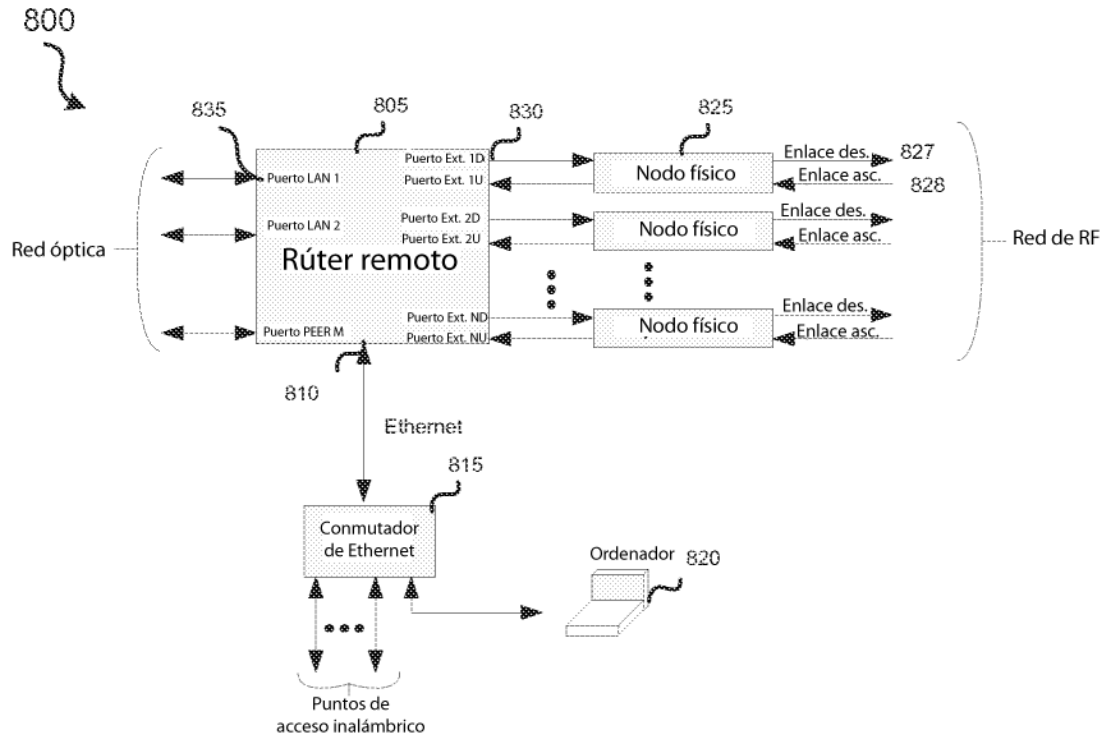 800
835
805
830
825
Puerto Ext. 1D
Enlace des.
827
Puerto LAN 1
Puerto Ext. 1U
Nodo físico
Enlace asc.
828
Puerto LAN 2
Puerto Ext. 2D
Enlace des.
Puerto Ext. 2U
Nodo físico
Enlace asc.
Red óptica
Rúter remoto
Red de RF
Puerto PEER M
Puerto Ext. ND
Enlace des.
Puerto Ext. NU
Nodo físico
Enlace asc.
810
Ethernet
815
Conmutador
de Ethernet
Ordenador
820
Puntos de
acceso inalámbrico